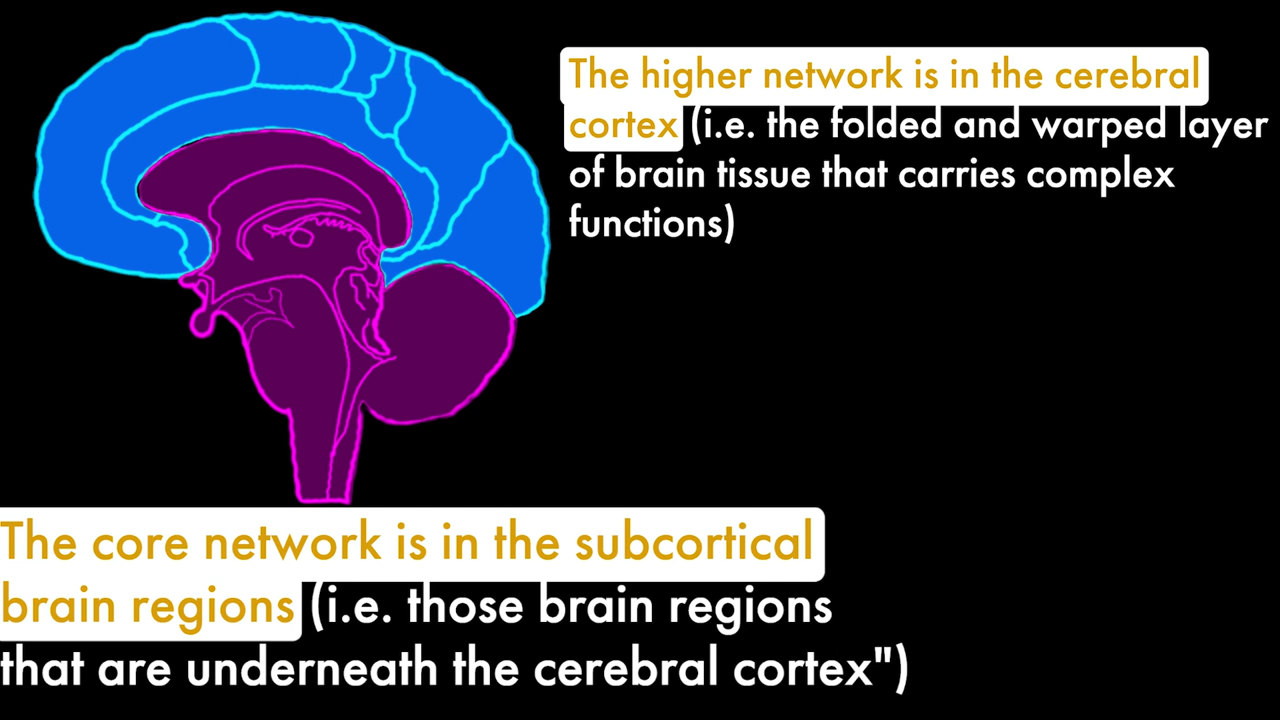 The higher network is in the cerebral
cortex (i.e. the folded and warped layer
of brain tissue that carries complex
functions)
The core network is in the subcortical
brain regions (i.e. those brain regions
that are underneath the cerebral cortex")